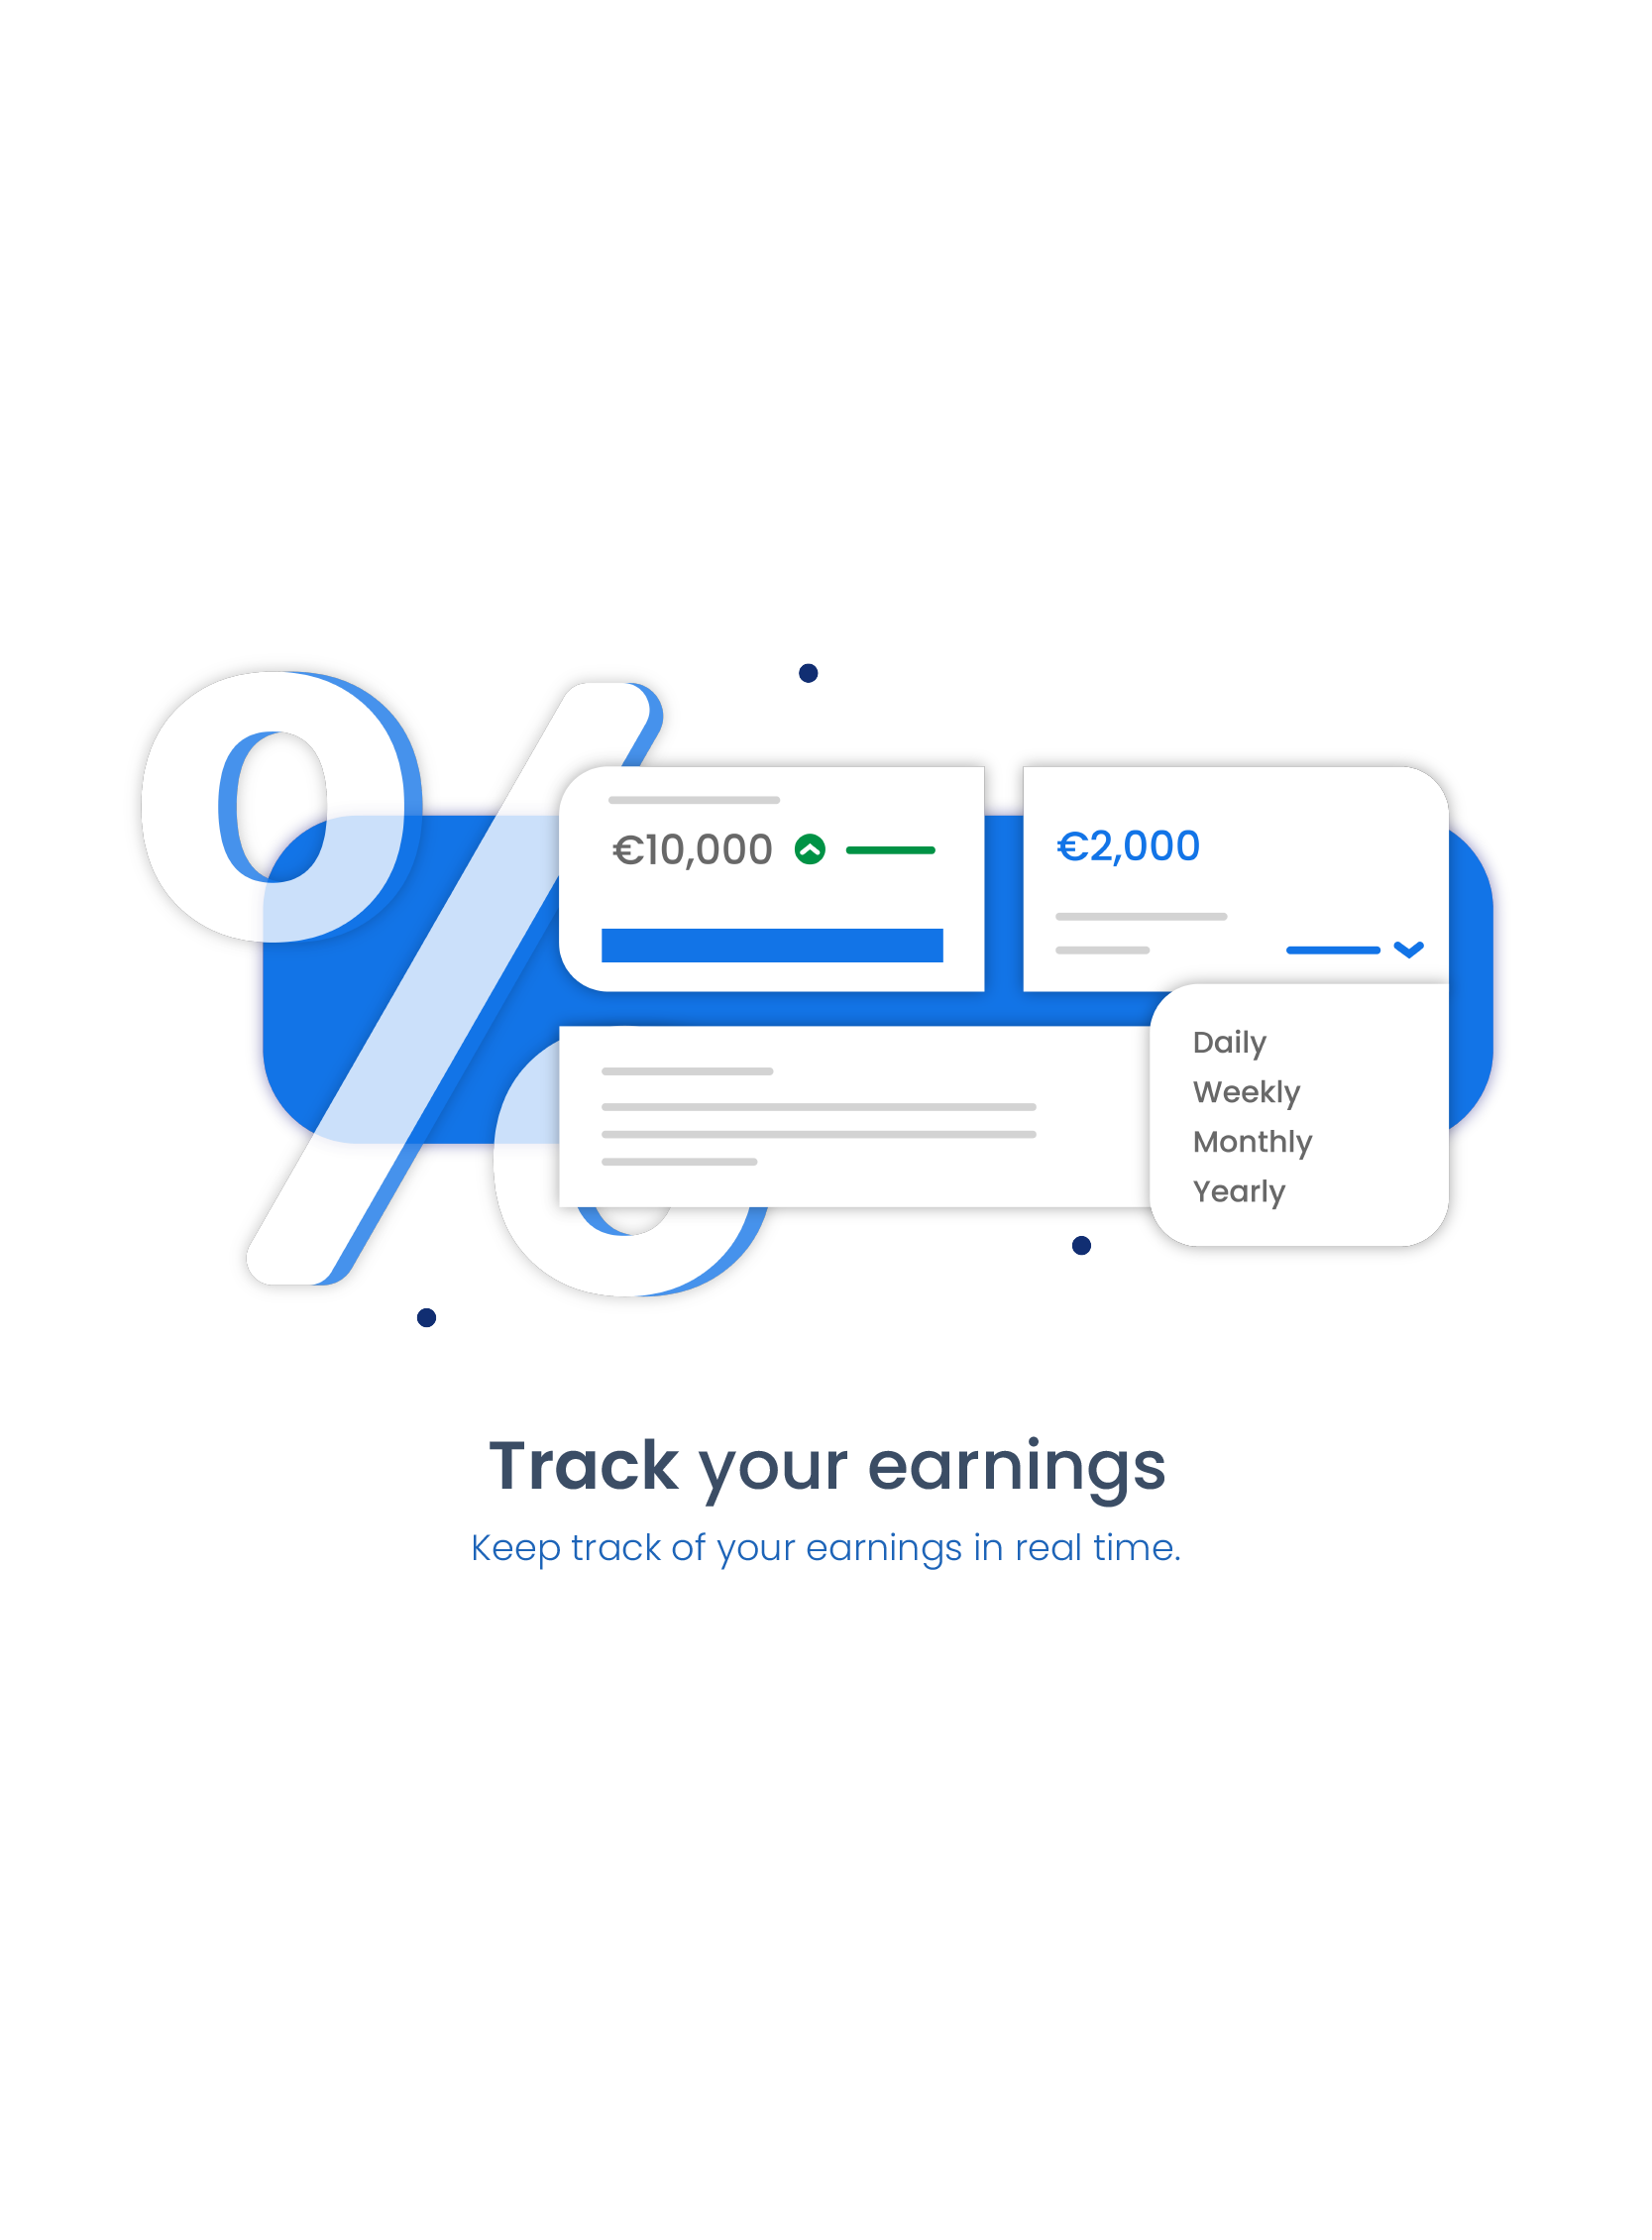 %
€10,000
€2,000
Daily
Weekly
Monthly
Yearly
Track your earnings
Keep track of your earnings in real time.